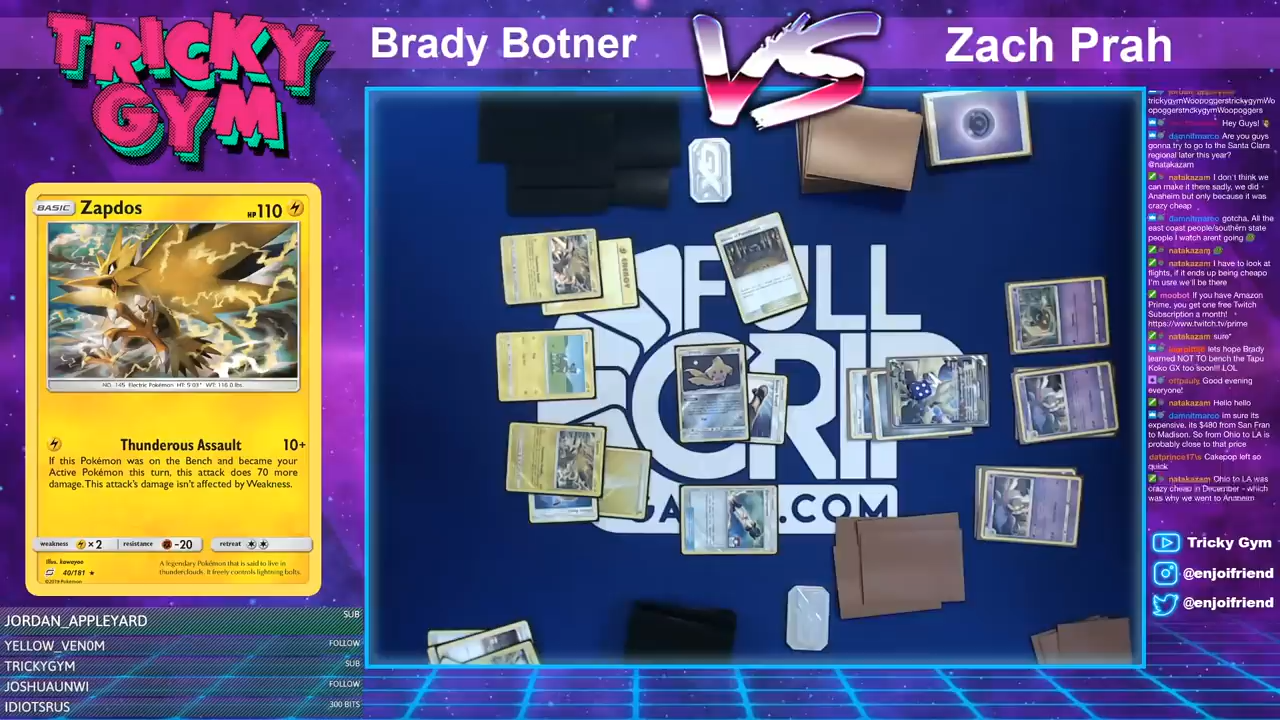 TRICKY
GYM
Brady Botner
VS
Zach Prah
BASIC Zapdos HP110
NO. 145 Electric Pokémon HT: 5'03" WT: 116.0 lbs.
Thunderous Assault 10+
If this Pokémon was on the Bench and became your
Active Pokémon this turn, this attack does 70 more
damage. This attack's damage isn't affected by Weakness.
weakness ×2 resistance -20 retreat
Illus. kawayoo
40/181
©2019 Pokémon
A legendary Pokémon that is said to live in
thunderclouds. It freely controls lightning bolts.
JORDAN_APPLEYARD SUB
YELLOW_VEN0M FOLLOW
TRICKYGYM SUB
JOSHUAUNWI FOLLOW
IDIOTSRUS 300 BITS
GX
ENERGY
FULL
GRIP
.COM
trickygymWoopoggerstrickygymWo
Hey Guys!
damnitmarco Are you guys
gonna try to go to the Santa Clara
regional later this year?
@natakazam
natakazam I don't think we
can make it there sadly, we did
Anaheim but only because it was
crazy cheap
damnitmarco gotcha. All the
east coast people/southern state
people I watch arent going
natakazam
natakazam I have to look at
flights, if it ends up being cheapo
I'm usre we'll be there
moobot If you have Amazon
Prime, you get one free Twitch
Subscription a month!
https://www.twitch.tv/prime
natakazam sure*
lets hope Brady
learned NOT TO bench the Tapu
Koko GX too soon!!! LOL
Good evening
everyone!
natakazam Hello hello
damnitmarco im sure its
expensive. its $480 from San Fran
to Madison. So from Ohio to LA is
probably close to that price
datprince17\s Cakepop left so
quick
natakazam Ohio to LA was
crazy cheap in December - which
was why we went to Anaheim
Tricky Gym
@enjoifriend
@enjoifriend